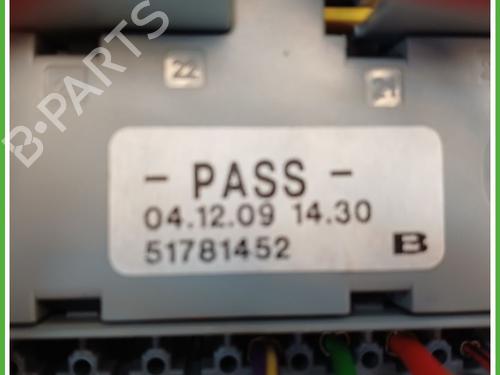 B-PARTS
22
21
- PASS -
04.12.09 14.30
51781452 B